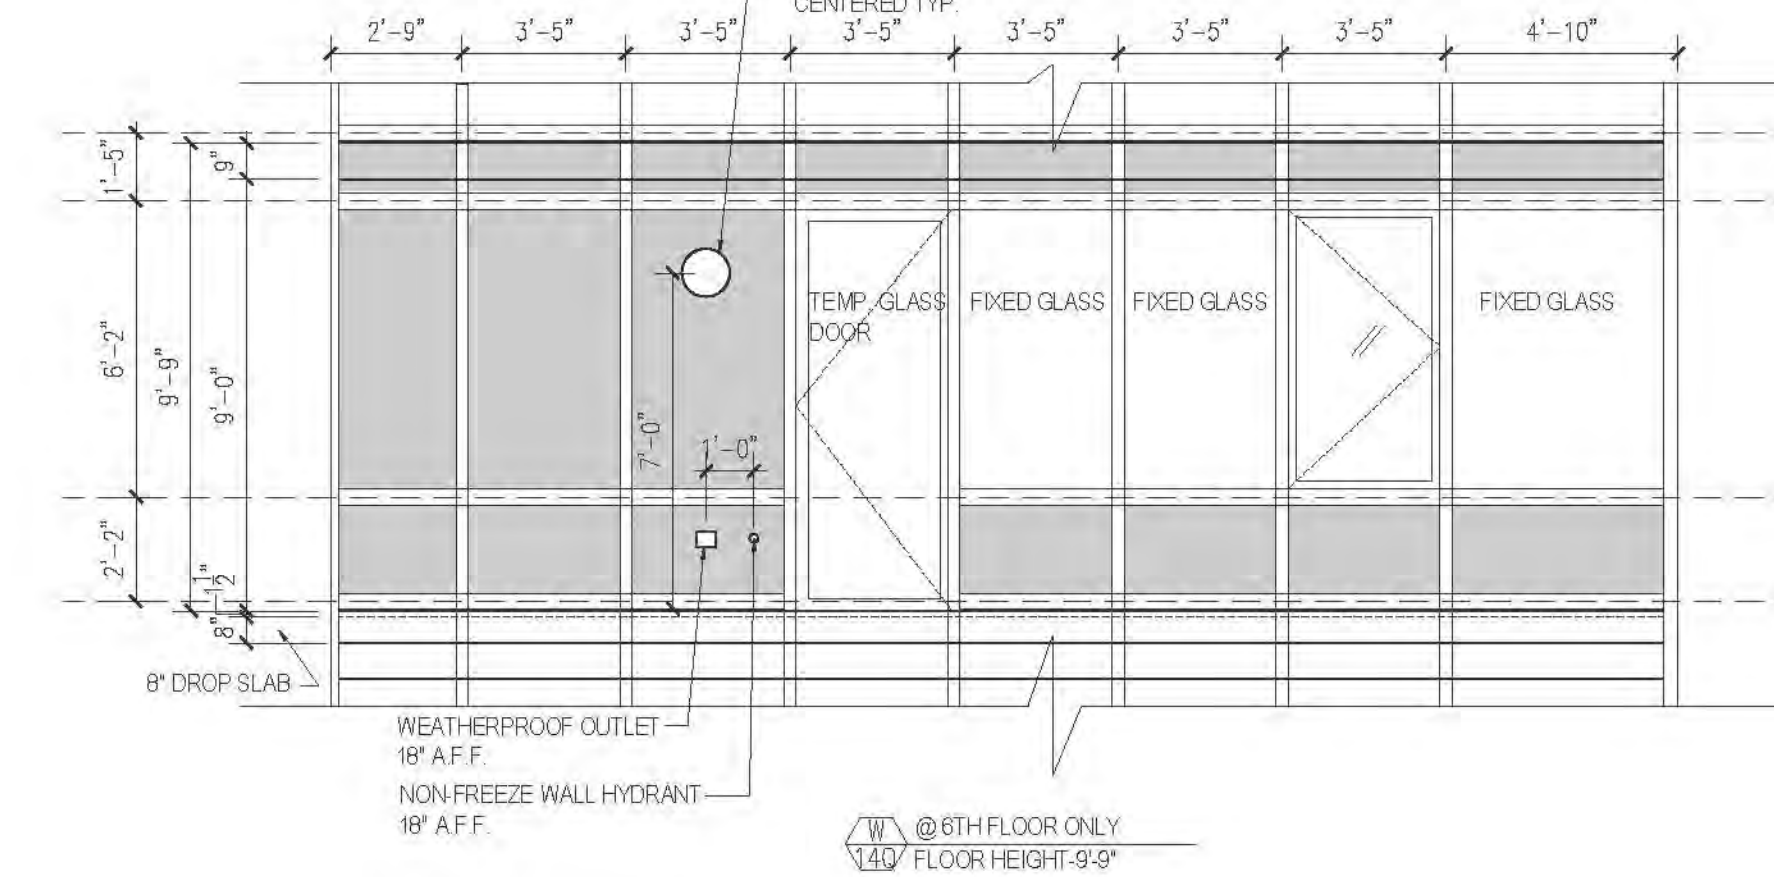 CENTERED TYP.
2'-9" 3'-5" 3'-5" 3'-5" 3'-5" 3'-5" 3'-5" 4'-10"
1'-5"
9"
6'-2"
9'-9"
9'-0"
TEMP. GLASS
DOOR
FIXED GLASS
FIXED GLASS
FIXED GLASS
7'-0"
1'-0"
2'-2"
1 1/2"
8"
8" DROP SLAB
WEATHERPROOF OUTLET
18" A.F.F.
NON-FREEZE WALL HYDRANT
18" A.F.F.
W @ 6TH FLOOR ONLY
14Q FLOOR HEIGHT-9'-9"